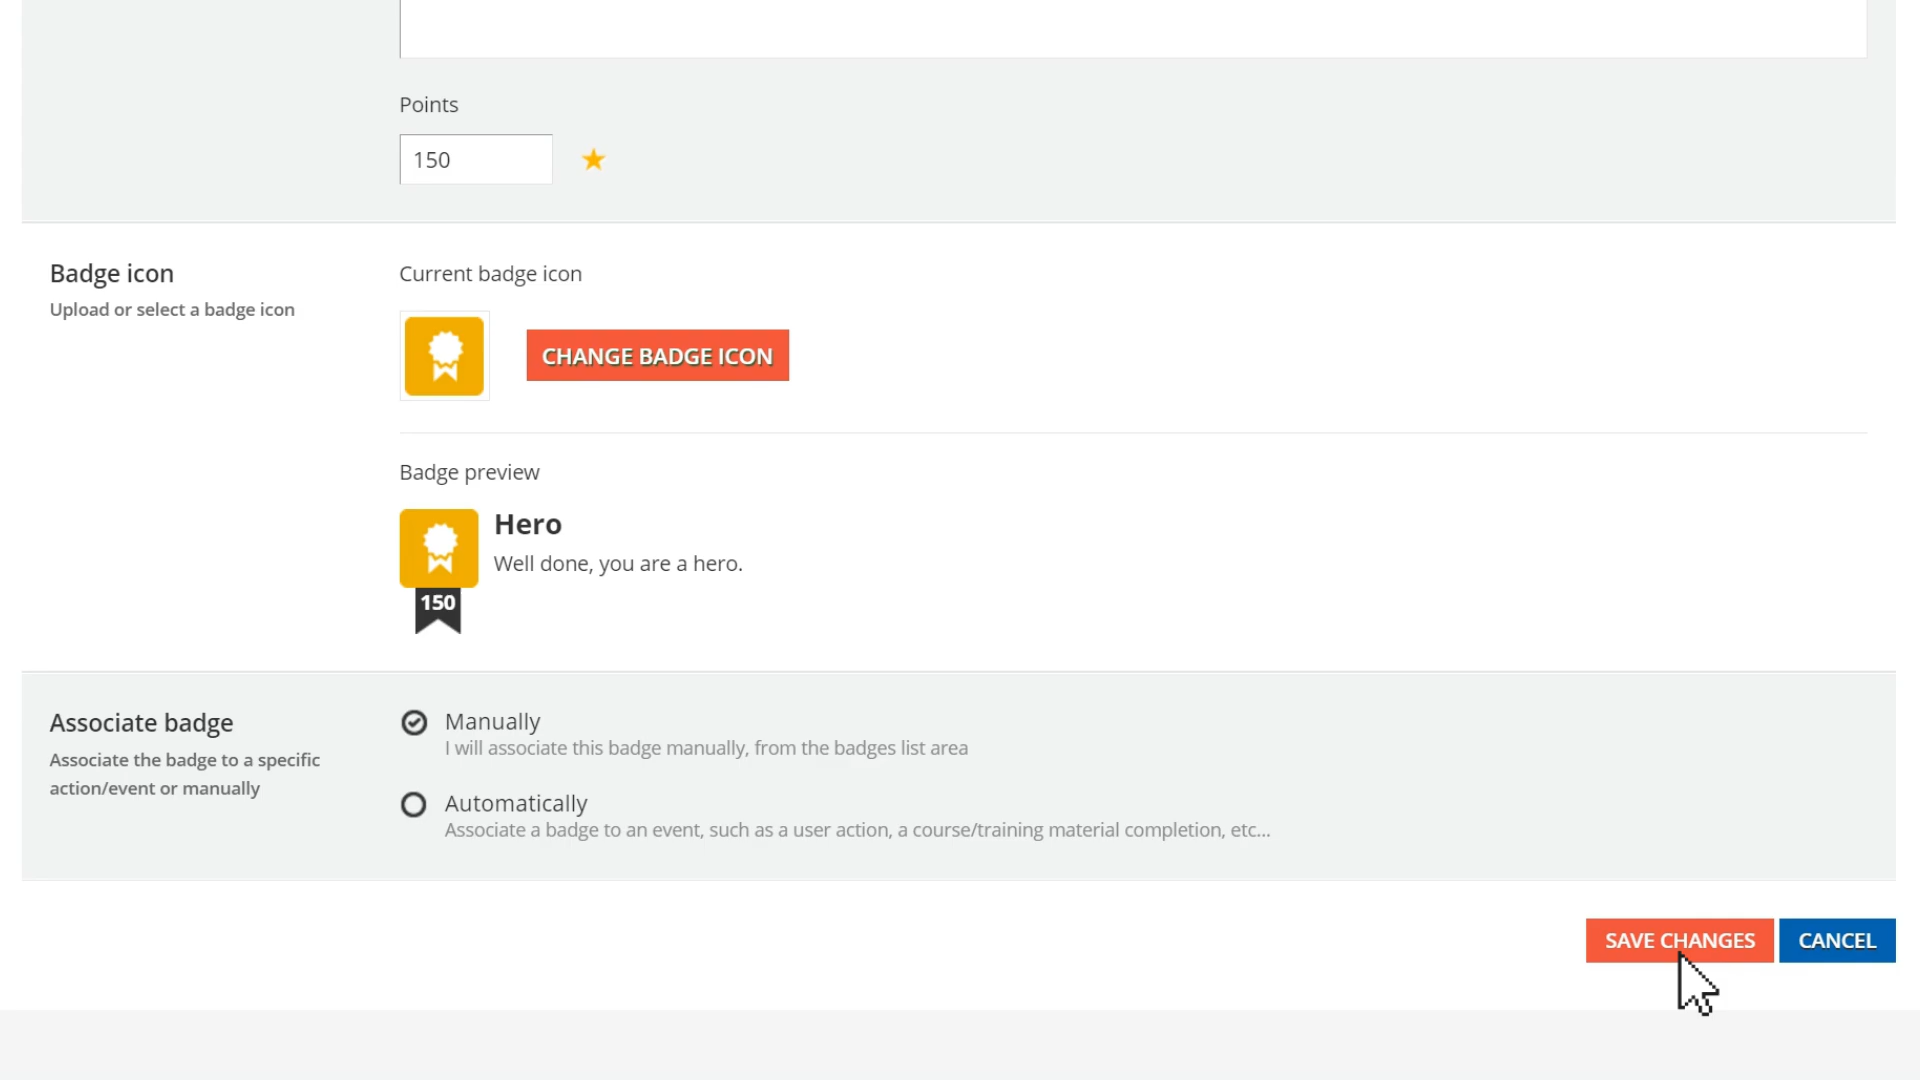 Points
150
Badge icon
Upload or select a badge icon
Current badge icon
CHANGE BADGE ICON
Badge preview
Hero
Well done, you are a hero.
150
Associate badge
Associate the badge to a specific
action/event or manually
Manually
I will associate this badge manually, from the badges list area
Automatically
Associate a badge to an event, such as a user action, a course/training material completion, etc...
SAVE CHANGES
CANCEL